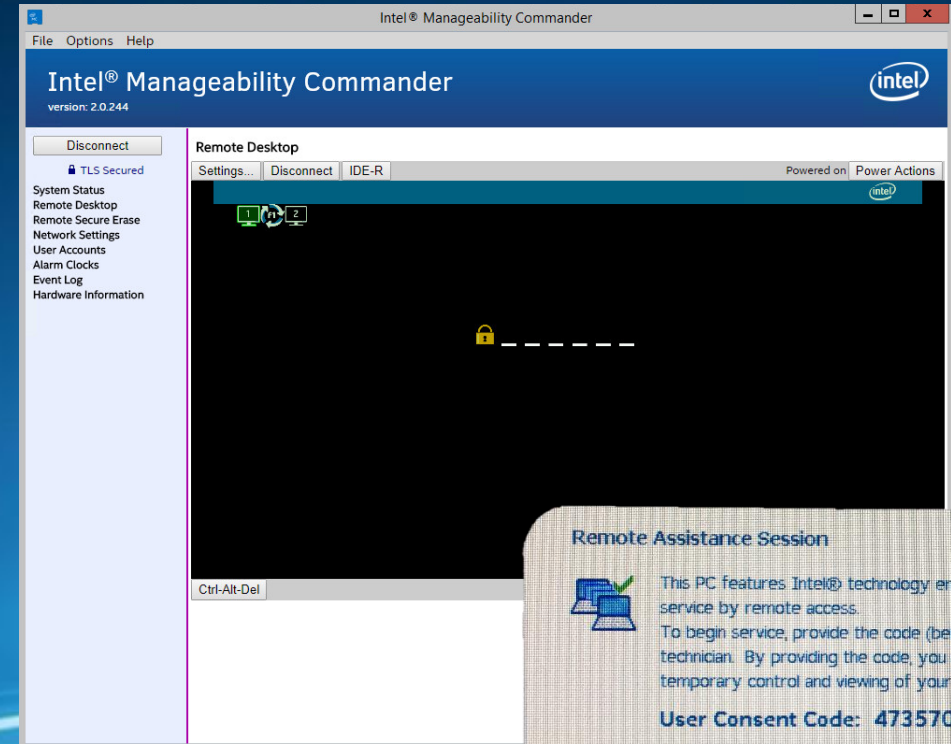 Intel® Manageability Commander
File Options Help
Intel® Manageability Commander
version: 2.0.244
intel
Disconnect
TLS Secured
System Status
Remote Desktop
Remote Secure Erase
Network Settings
User Accounts
Alarm Clocks
Event Log
Hardware Information
Remote Desktop
Settings... Disconnect IDE-R Powered on Power Actions
intel
1 F1 2
Ctrl-Alt-Del
Remote Assistance Session
This PC features Intel® technology en
service by remote access.
To begin service, provide the code (be
technician. By providing the code, you
temporary control and viewing of your
User Consent Code: 473570